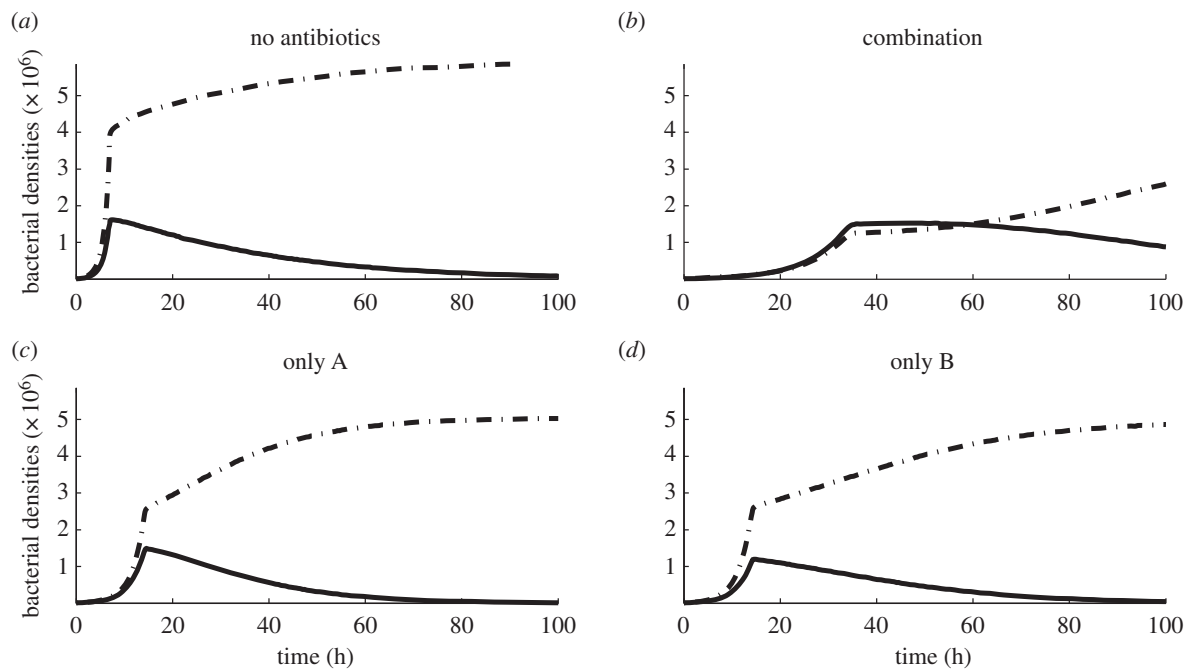 (a)
no antibiotics
bacterial densities (× 10⁶)
5
4
3
2
1
0 20 40 60 80 100
(b)
combination
5
4
3
2
1
0 20 40 60 80 100
(c)
only A
bacterial densities (× 10⁶)
5
4
3
2
1
0 20 40 60 80 100
time (h)
(d)
only B
5
4
3
2
1
0 20 40 60 80 100
time (h)